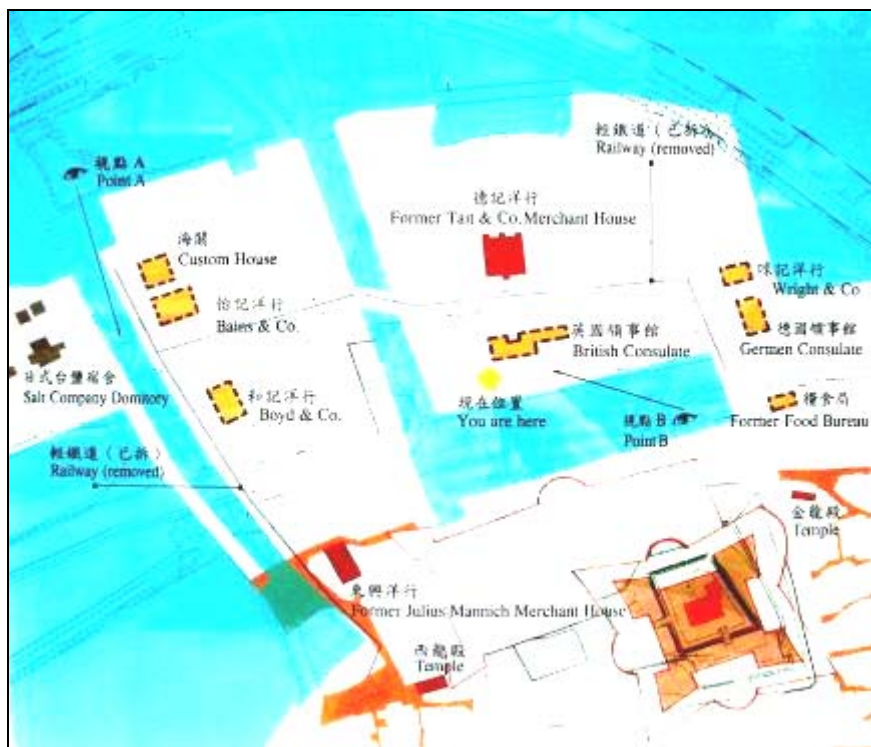 輕鐵道（已拆）
Railway (removed)
視點 A
Point A
德記洋行
Former Tait & Co. Merchant House
海關
Custom House
怡記洋行
Bains & Co.
唻記洋行
Wright & Co
英國領事館
British Consulate
德國領事館
Germen Consulate
日式台鹽宿舍
Salt Company Domitory
和記洋行
Boyd & Co.
現在位置
You are here
視點 B
Point B
糧食局
Former Food Bureau
輕鐵道（已拆）
Railway (removed)
金龍殿
Temple
東興洋行
Former Julius Mannich Merchant House
西龍殿
Temple